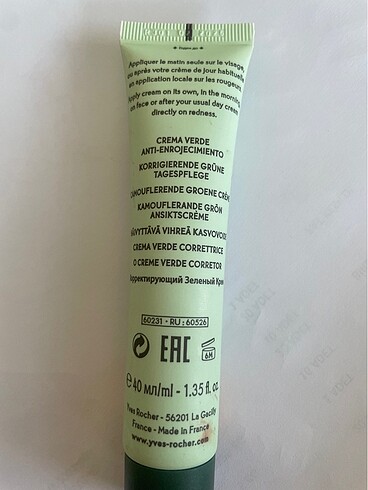 Appliquer le matin seule sur le visage,
ou après votre crème de jour habituelle
en application locale sur les rougeurs.
Apply cream on its own, in the morning,
on face or after your usual day cream
directly on redness.
CREMA VERDE
ANTI-ENROJECIMIENTO
KORRIGIERENDE GRÜNE
TAGESPFLEGE
CAMOUFLERENDE GROENE CRÈME
KAMOUFLERANDE GRÖN
ANSIKTSCRÈME
HÄIVYTTÄVÄ VIHREÄ KASVOVOIDE
CREMA VERDE CORRETTRICE
O CREME VERDE CORRETOR
Корректирующий Зеленый Крем
60231 • RU : 60526
EAC
6M
℮ 40 мл/ml - 1.35 fl. oz.
Yves Rocher - 56201 La Gacilly
France - Made in France
www.yves-rocher.com